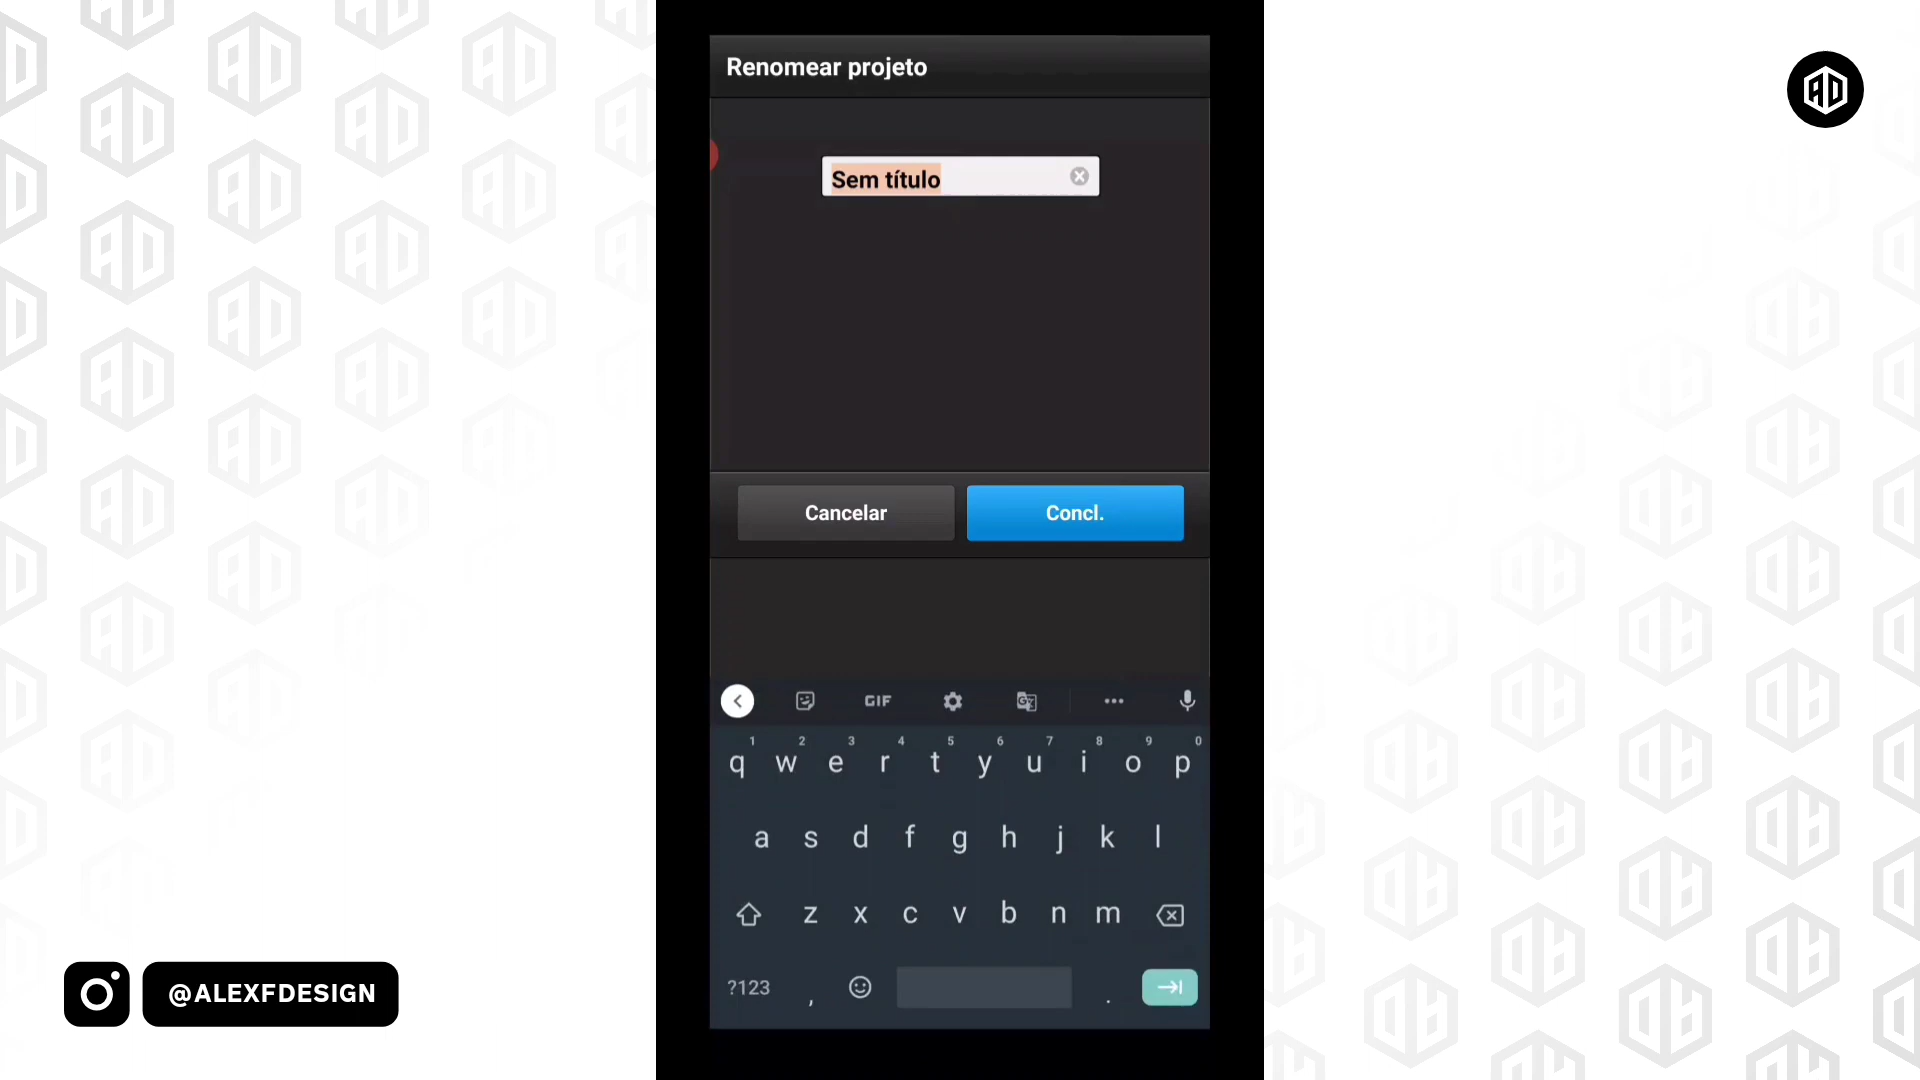 Renomear projeto
Sem título
Cancelar
Concl.
GIF
1 2 3 4 5 6 7 8 9 0
q w e r t y u i o p
a s d f g h j k l
z x c v b n m
?123 , .
@ALEXFDESIGN
AD